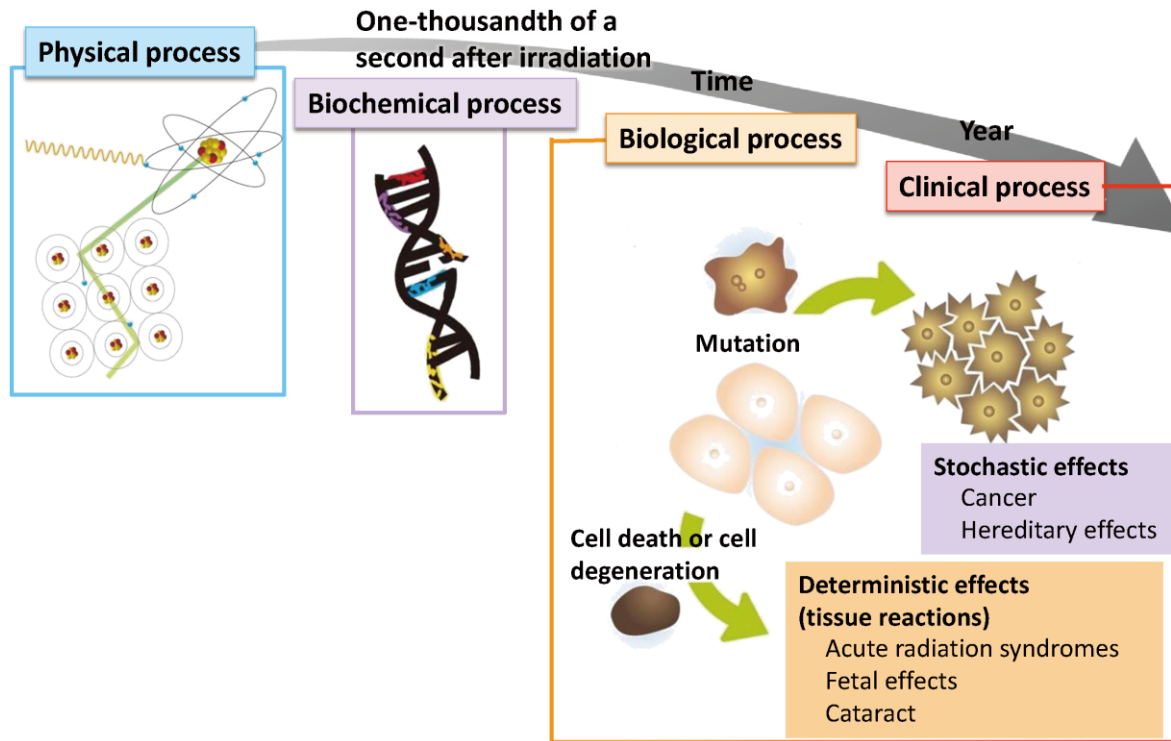 Physical process
One-thousandth of a
second after irradiation
Biochemical process
Time
Biological process
Year
Clinical process
Mutation
Stochastic effects
Cancer
Hereditary effects
Cell death or cell
degeneration
Deterministic effects
(tissue reactions)
Acute radiation syndromes
Fetal effects
Cataract